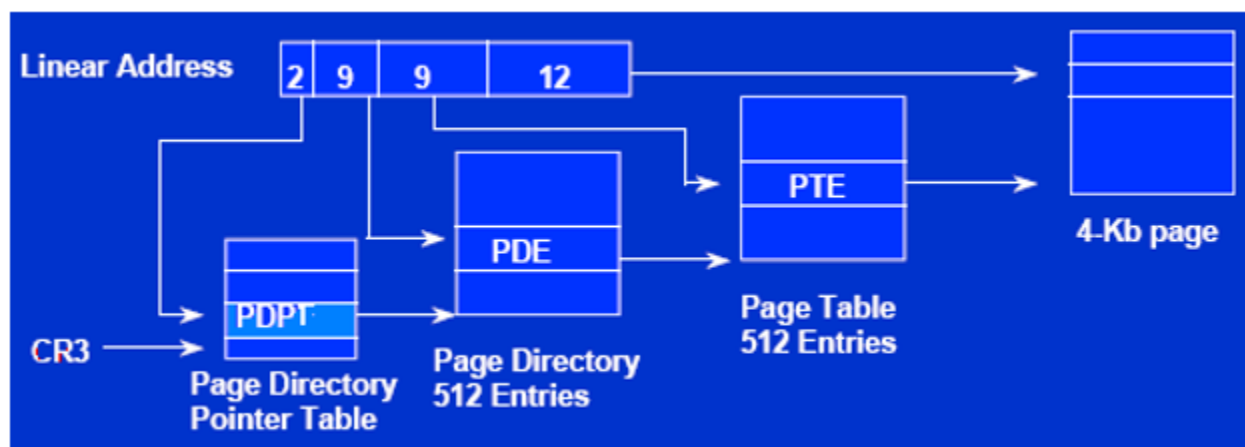 Linear Address
2 9 9 12
PTE
4-Kb page
PDE
PDPT
Page Table
512 Entries
CR3
Page Directory
512 Entries
Page Directory
Pointer Table